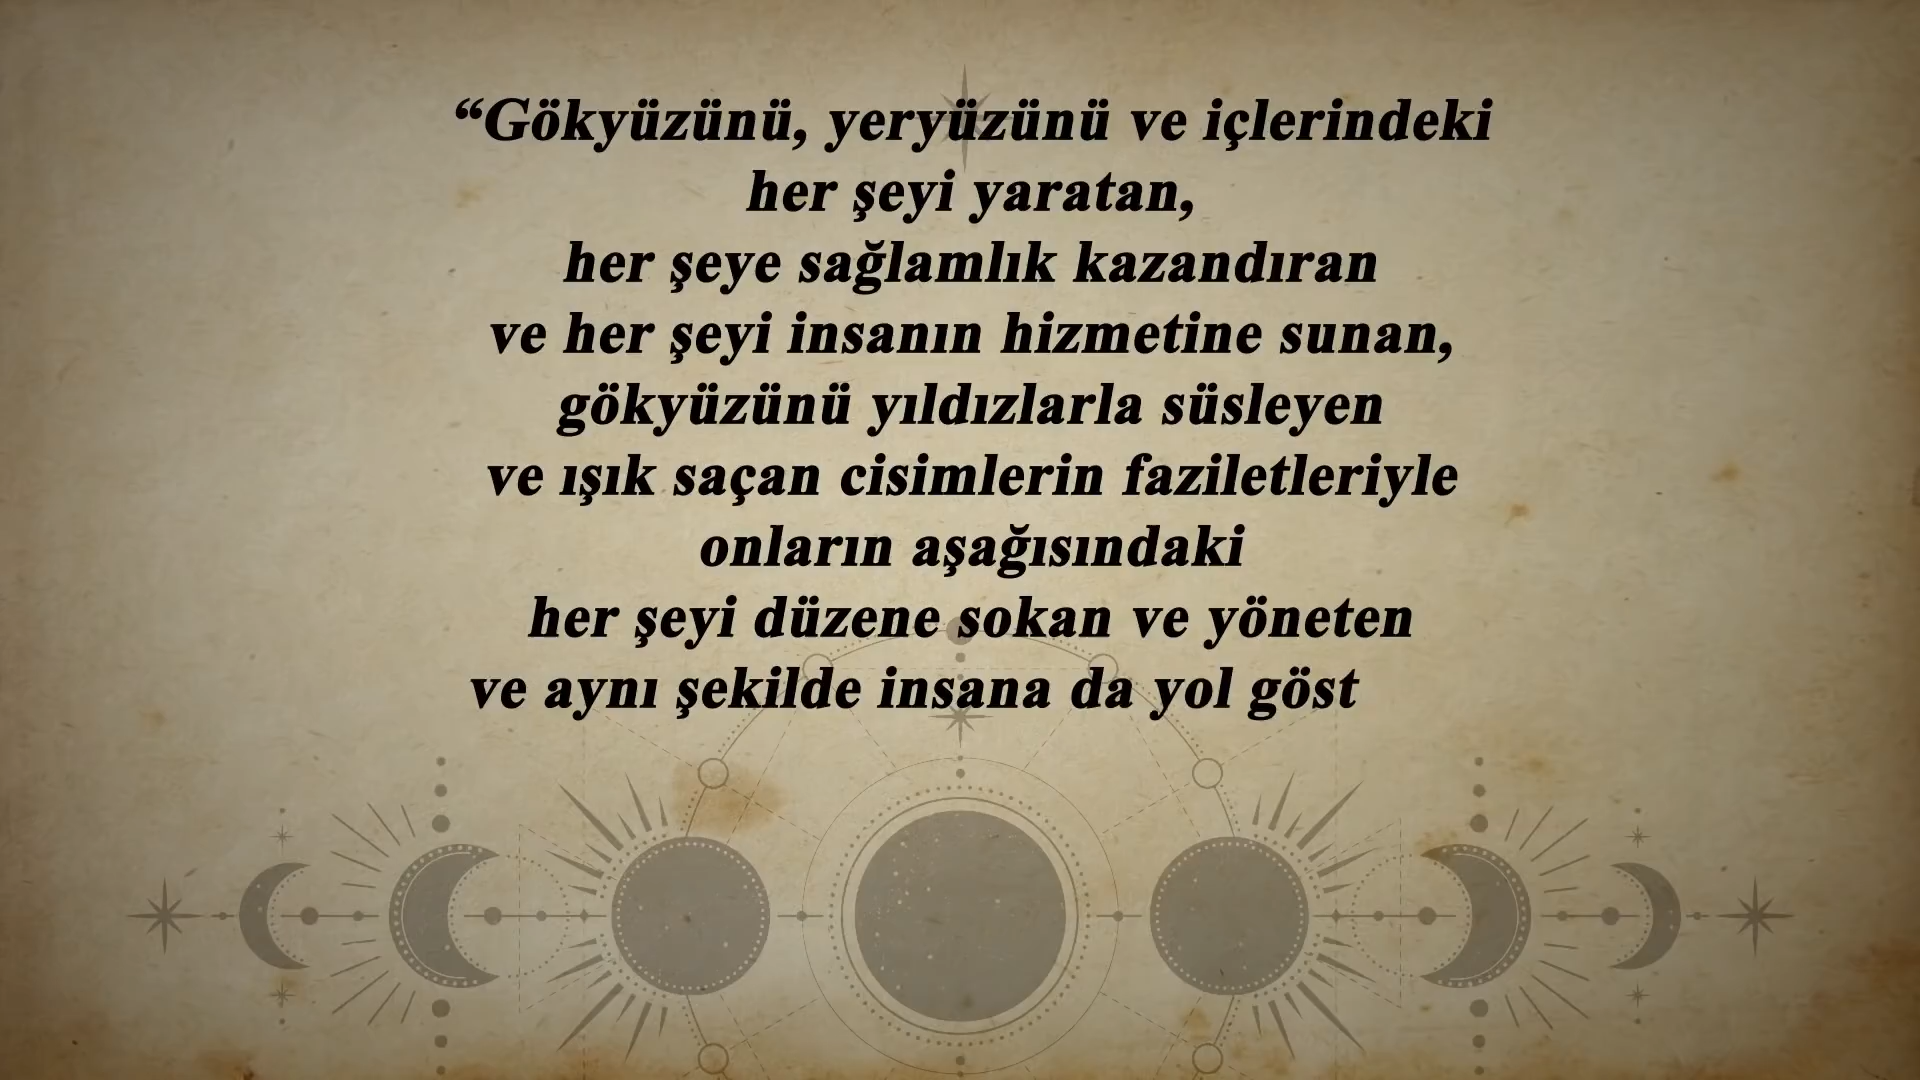 “Gökyüzünü, yeryüzünü ve içlerindeki
her şeyi yaratan,
her şeye sağlamlık kazandıran
ve her şeyi insanın hizmetine sunan,
gökyüzünü yıldızlarla süsleyen
ve ışık saçan cisimlerin faziletleriyle
onların aşağısındaki
her şeyi düzene sokan ve yöneten
ve aynı şekilde insana da yol göst